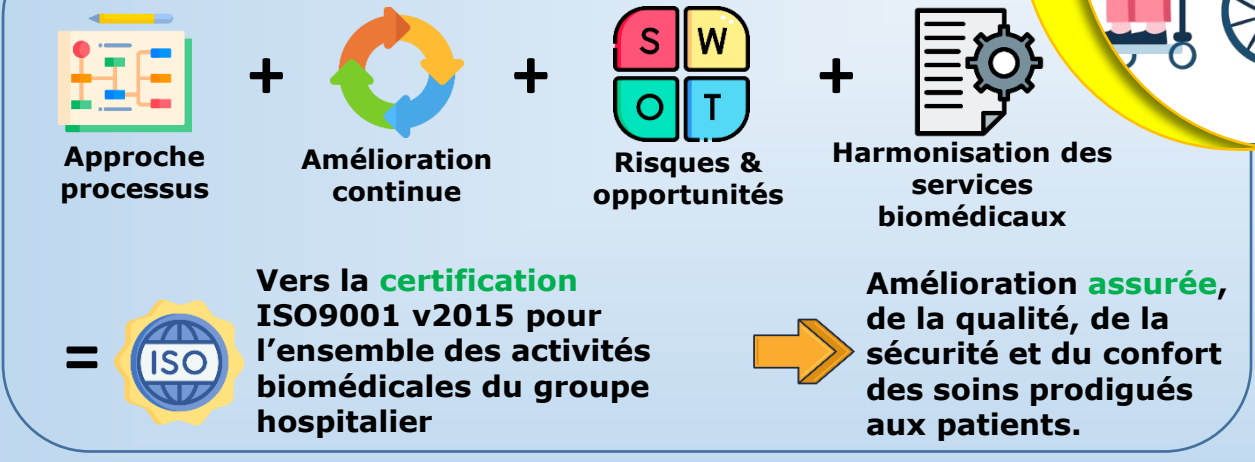 S W
O T
+ + +
Approche
processus
Amélioration
continue
Risques &
opportunités
Harmonisation des
services
biomédicaux
=
ISO
Vers la certification
ISO9001 v2015 pour
l’ensemble des activités
biomédicales du groupe
hospitalier
Amélioration assurée,
de la qualité, de la
sécurité et du confort
des soins prodigués
aux patients.